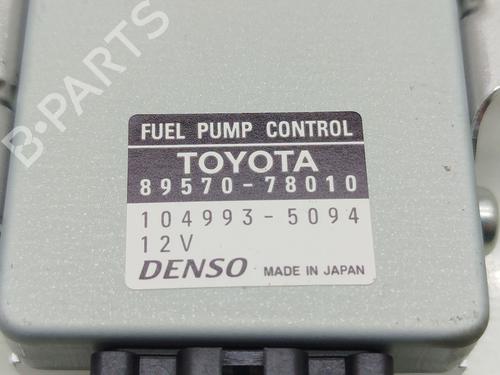 B-PARTS
FUEL PUMP CONTROL
TOYOTA
89570-78010
104993-5094
12V
DENSO MADE IN JAPAN